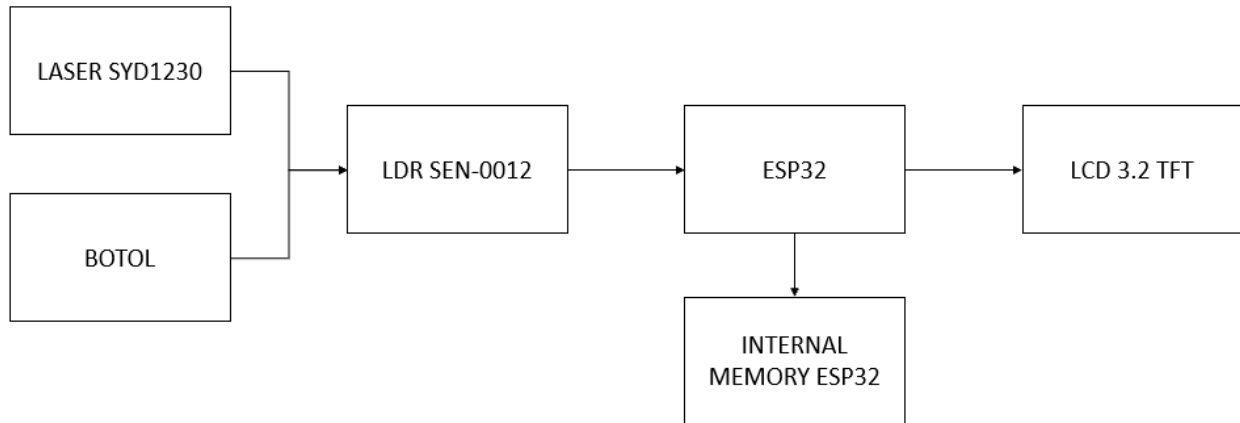 LASER SYD1230
BOTOL
LDR SEN-0012
ESP32
LCD 3.2 TFT
INTERNAL
MEMORY ESP32